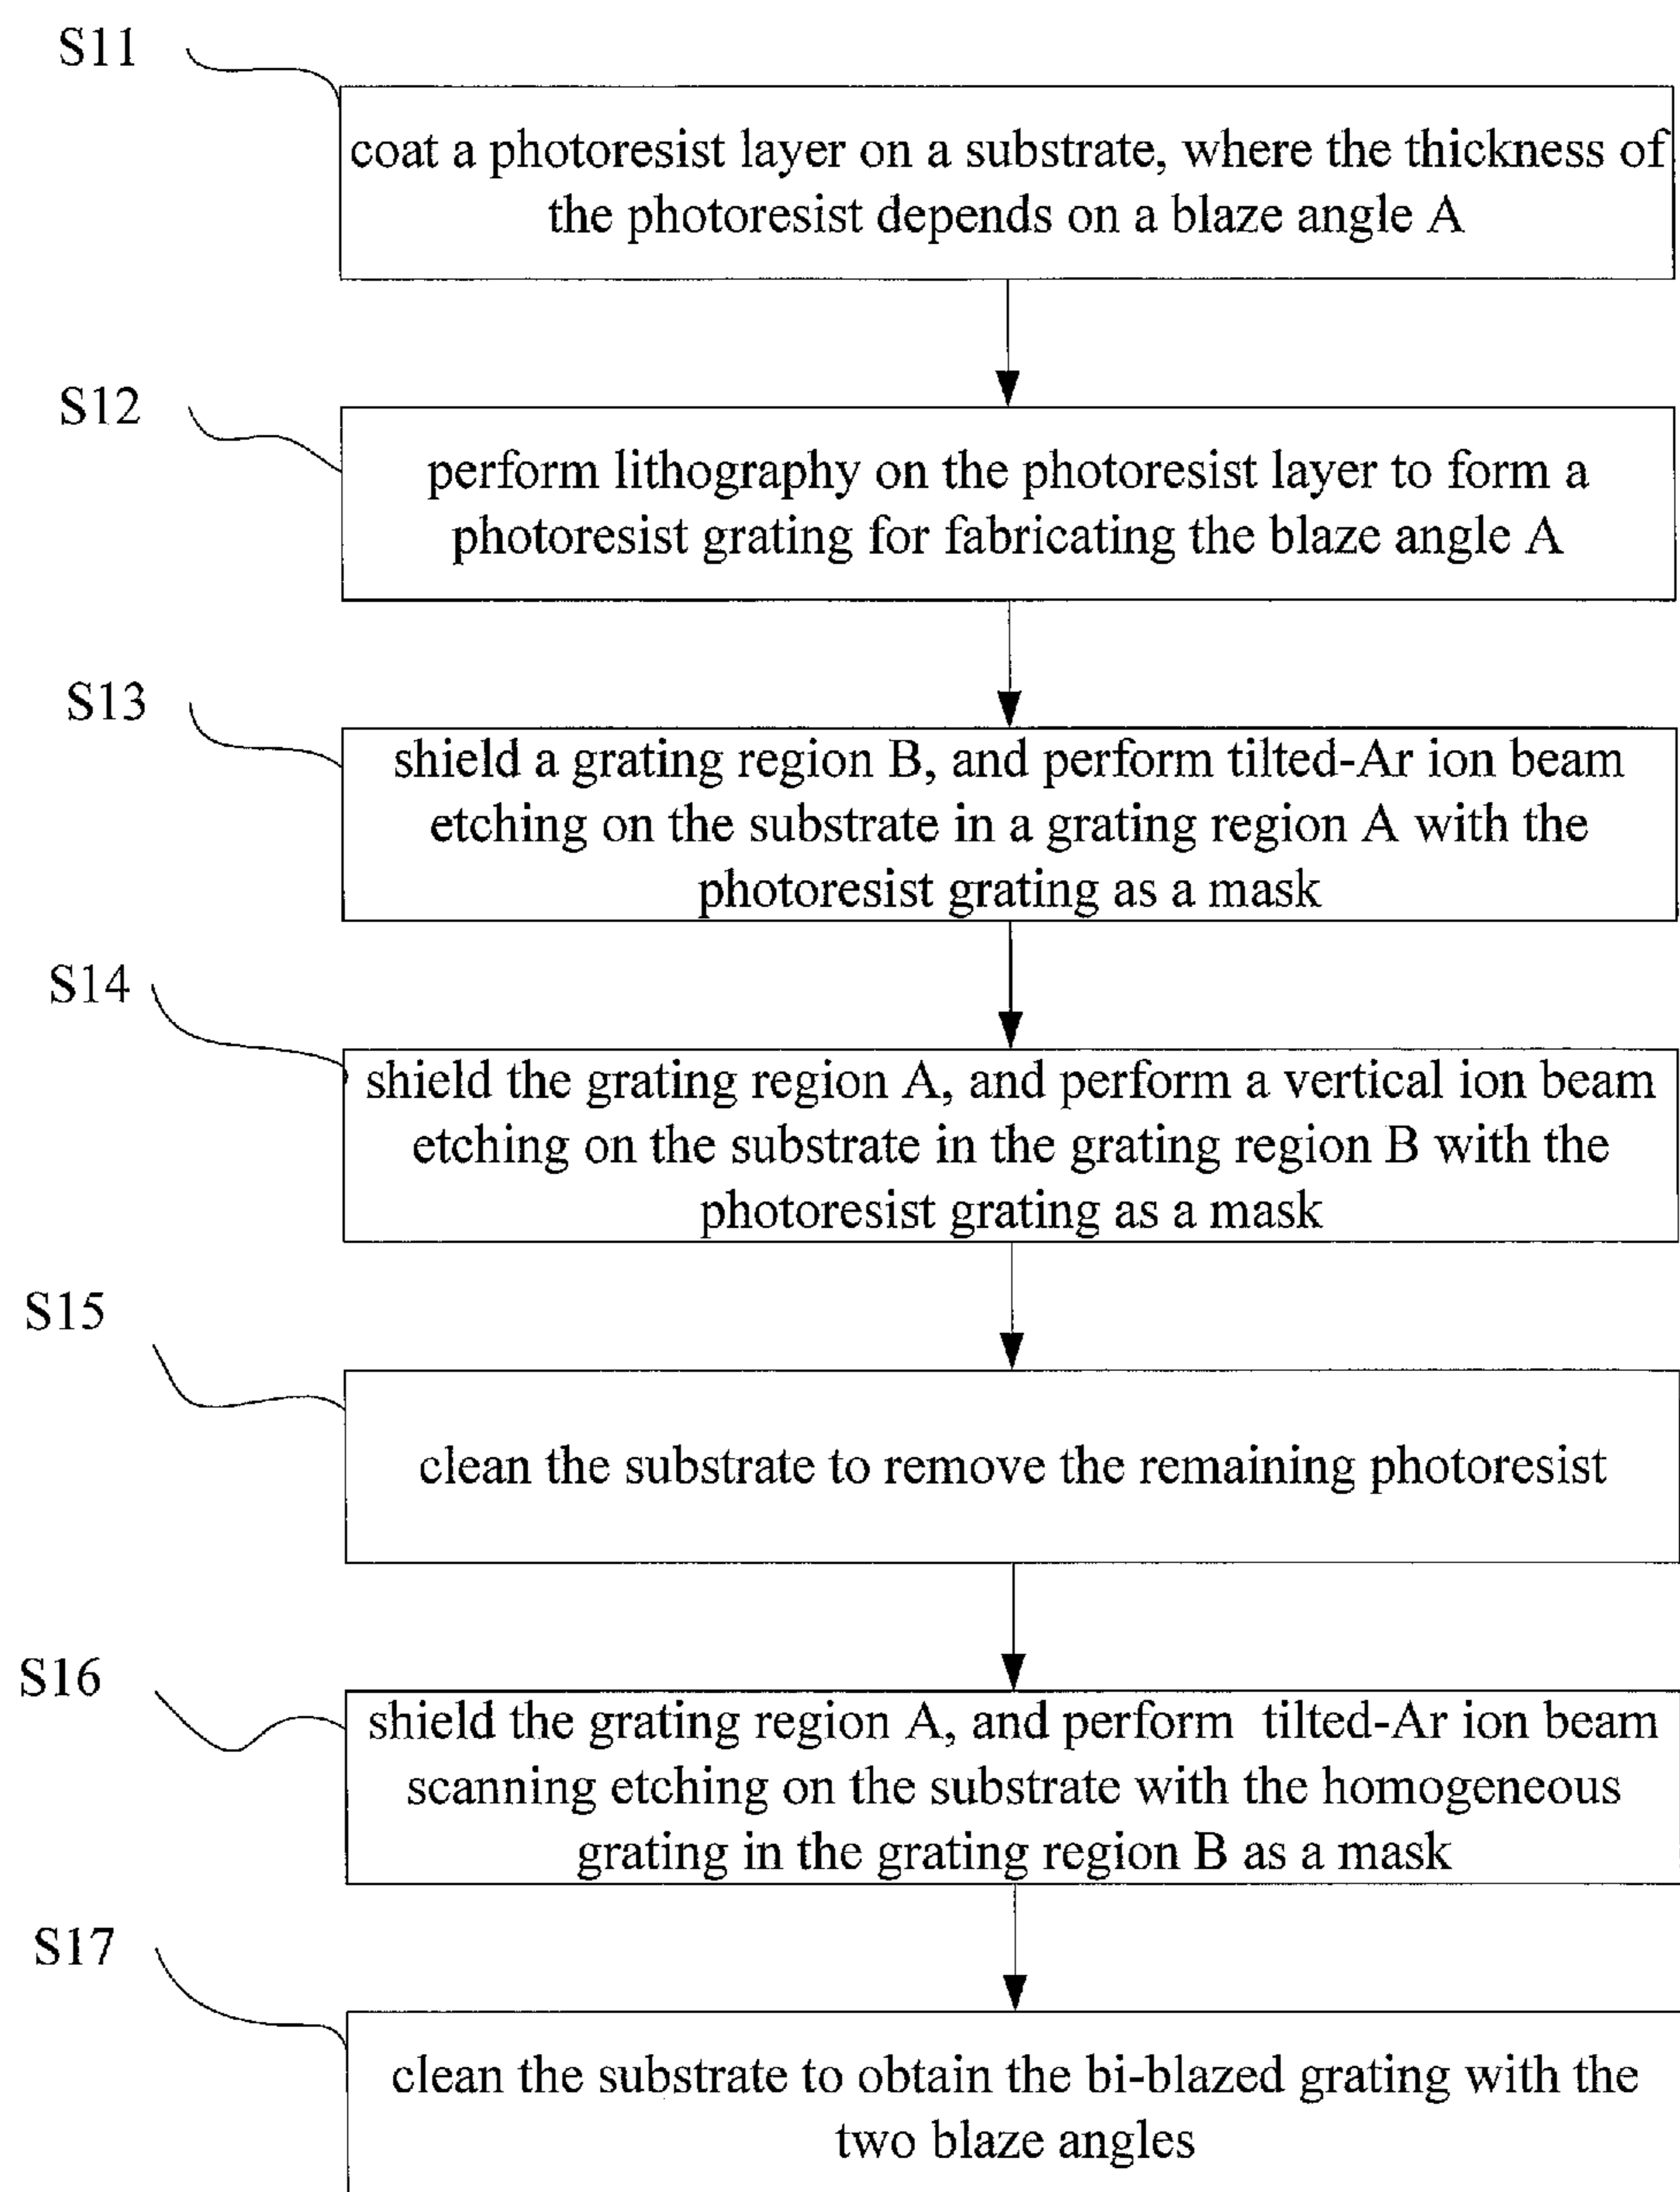 S11
coat a photoresist layer on a substrate, where the thickness of
the photoresist depends on a blaze angle A
S12
perform lithography on the photoresist layer to form a
photoresist grating for fabricating the blaze angle A
S13
shield a grating region B, and perform tilted-Ar ion beam
etching on the substrate in a grating region A with the
photoresist grating as a mask
S14
shield the grating region A, and perform a vertical ion beam
etching on the substrate in the grating region B with the
photoresist grating as a mask
S15
clean the substrate to remove the remaining photoresist
S16
shield the grating region A, and perform tilted-Ar ion beam
scanning etching on the substrate with the homogeneous
grating in the grating region B as a mask
S17
clean the substrate to obtain the bi-blazed grating with the
two blaze angles